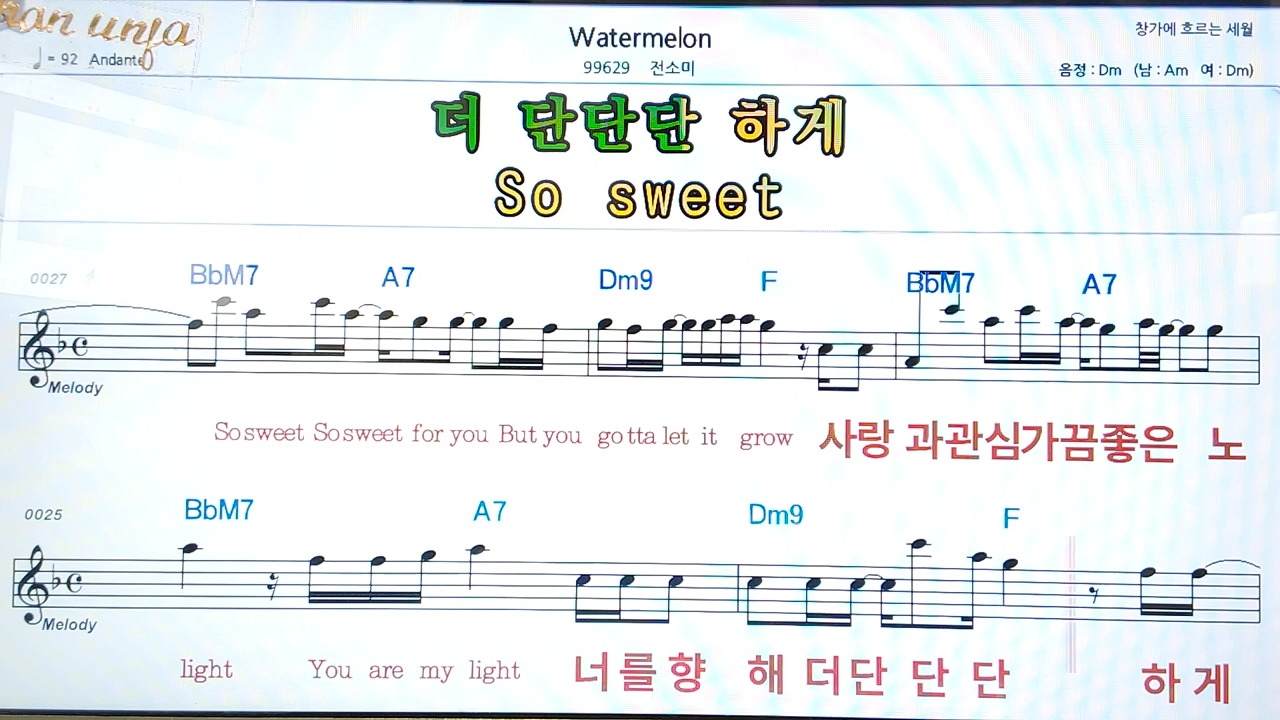 Watermelon
창가에 흐르는 세월
♩ = 92 Andante
99629 전소미
음정 : Dm (남 : Am 여 : Dm)
더 단단단 하게
So sweet
0027 BbM7 A7 Dm9 F BbM7 A7
Melody
So sweet So sweet for you But you gotta let it grow 사랑 과관심가끔좋은 노
0025 BbM7 A7 Dm9 F
Melody
light You are my light 너를향 해 더단 단 단 하게